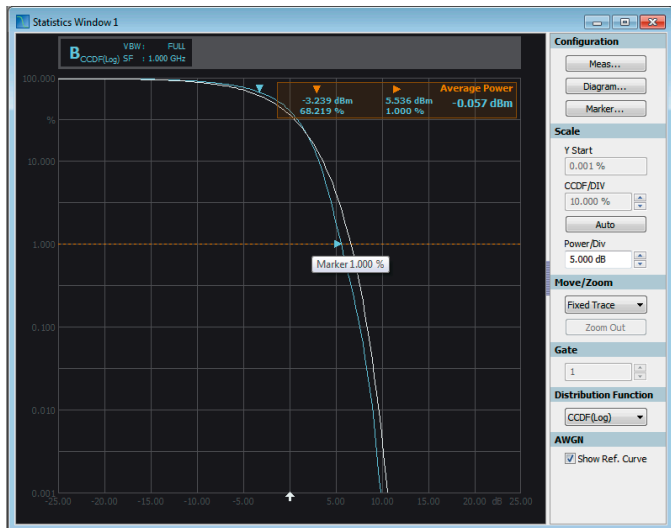 Statistics Window 1
B CCDF(Log) VBW : FULL
SF : 1.000 GHz
Average Power
-3.239 dBm 5.536 dBm -0.057 dBm
68.219 % 1.000 %
100.000
%
10.000
1.000
0.100
0.010
0.001
Marker 1.000 %
-25.00 -20.00 -15.00 -10.00 -5.00 5.00 10.00 15.00 20.00 dB 25.00
Configuration
Meas...
Diagram...
Marker...
Scale
Y Start
0.001 %
CCDF/DIV
10.000 %
Auto
Power/Div
5.000 dB
Move/Zoom
Fixed Trace
Zoom Out
Gate
1
Distribution Function
CCDF(Log)
AWGN
Show Ref. Curve